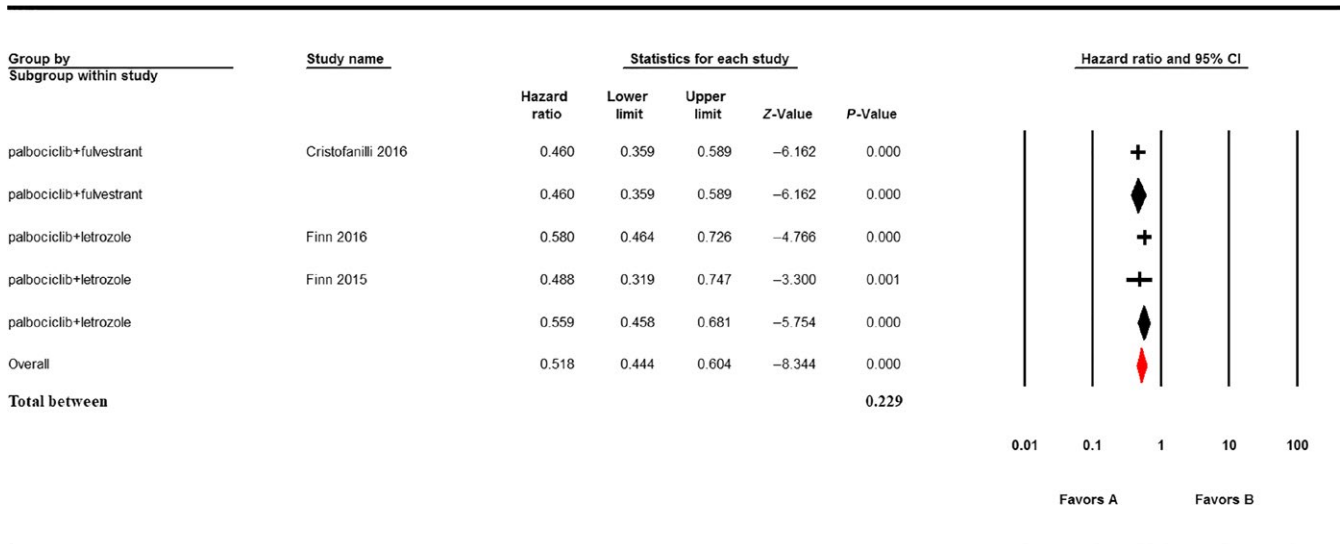 Group by Study name Statistics for each study Hazard ratio and 95% CI
Subgroup within study
Hazard ratio Lower limit Upper limit Z-Value P-Value
palbociclib+fulvestrant Cristofanilli 2016 0.460 0.359 0.589 –6.162 0.000
palbociclib+fulvestrant 0.460 0.359 0.589 –6.162 0.000
palbociclib+letrozole Finn 2016 0.580 0.464 0.726 –4.766 0.000
palbociclib+letrozole Finn 2015 0.488 0.319 0.747 –3.300 0.001
palbociclib+letrozole 0.559 0.458 0.681 –5.754 0.000
Overall 0.518 0.444 0.604 –8.344 0.000
Total between 0.229
0.01 0.1 1 10 100
Favors A Favors B